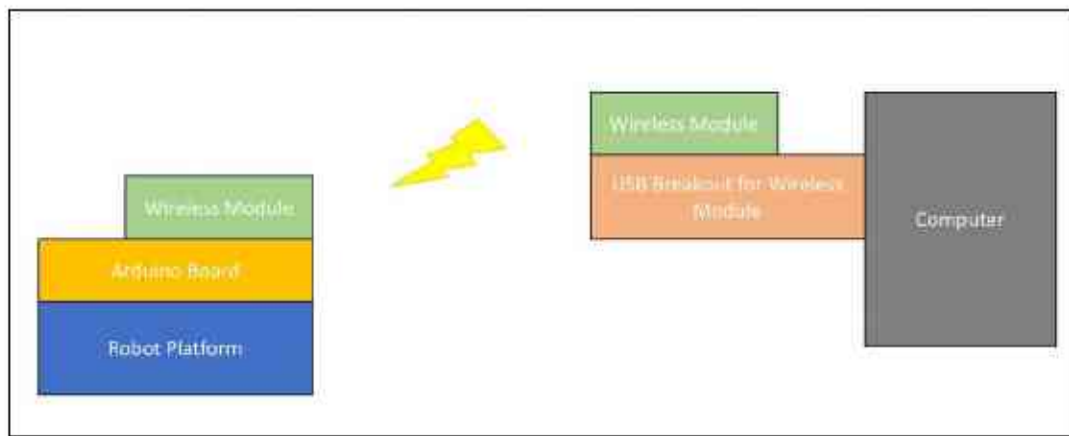 Wireless Module
USB Breakout for Wireless
Module
Computer
Wireless Module
Arduino Board
Robot Platform